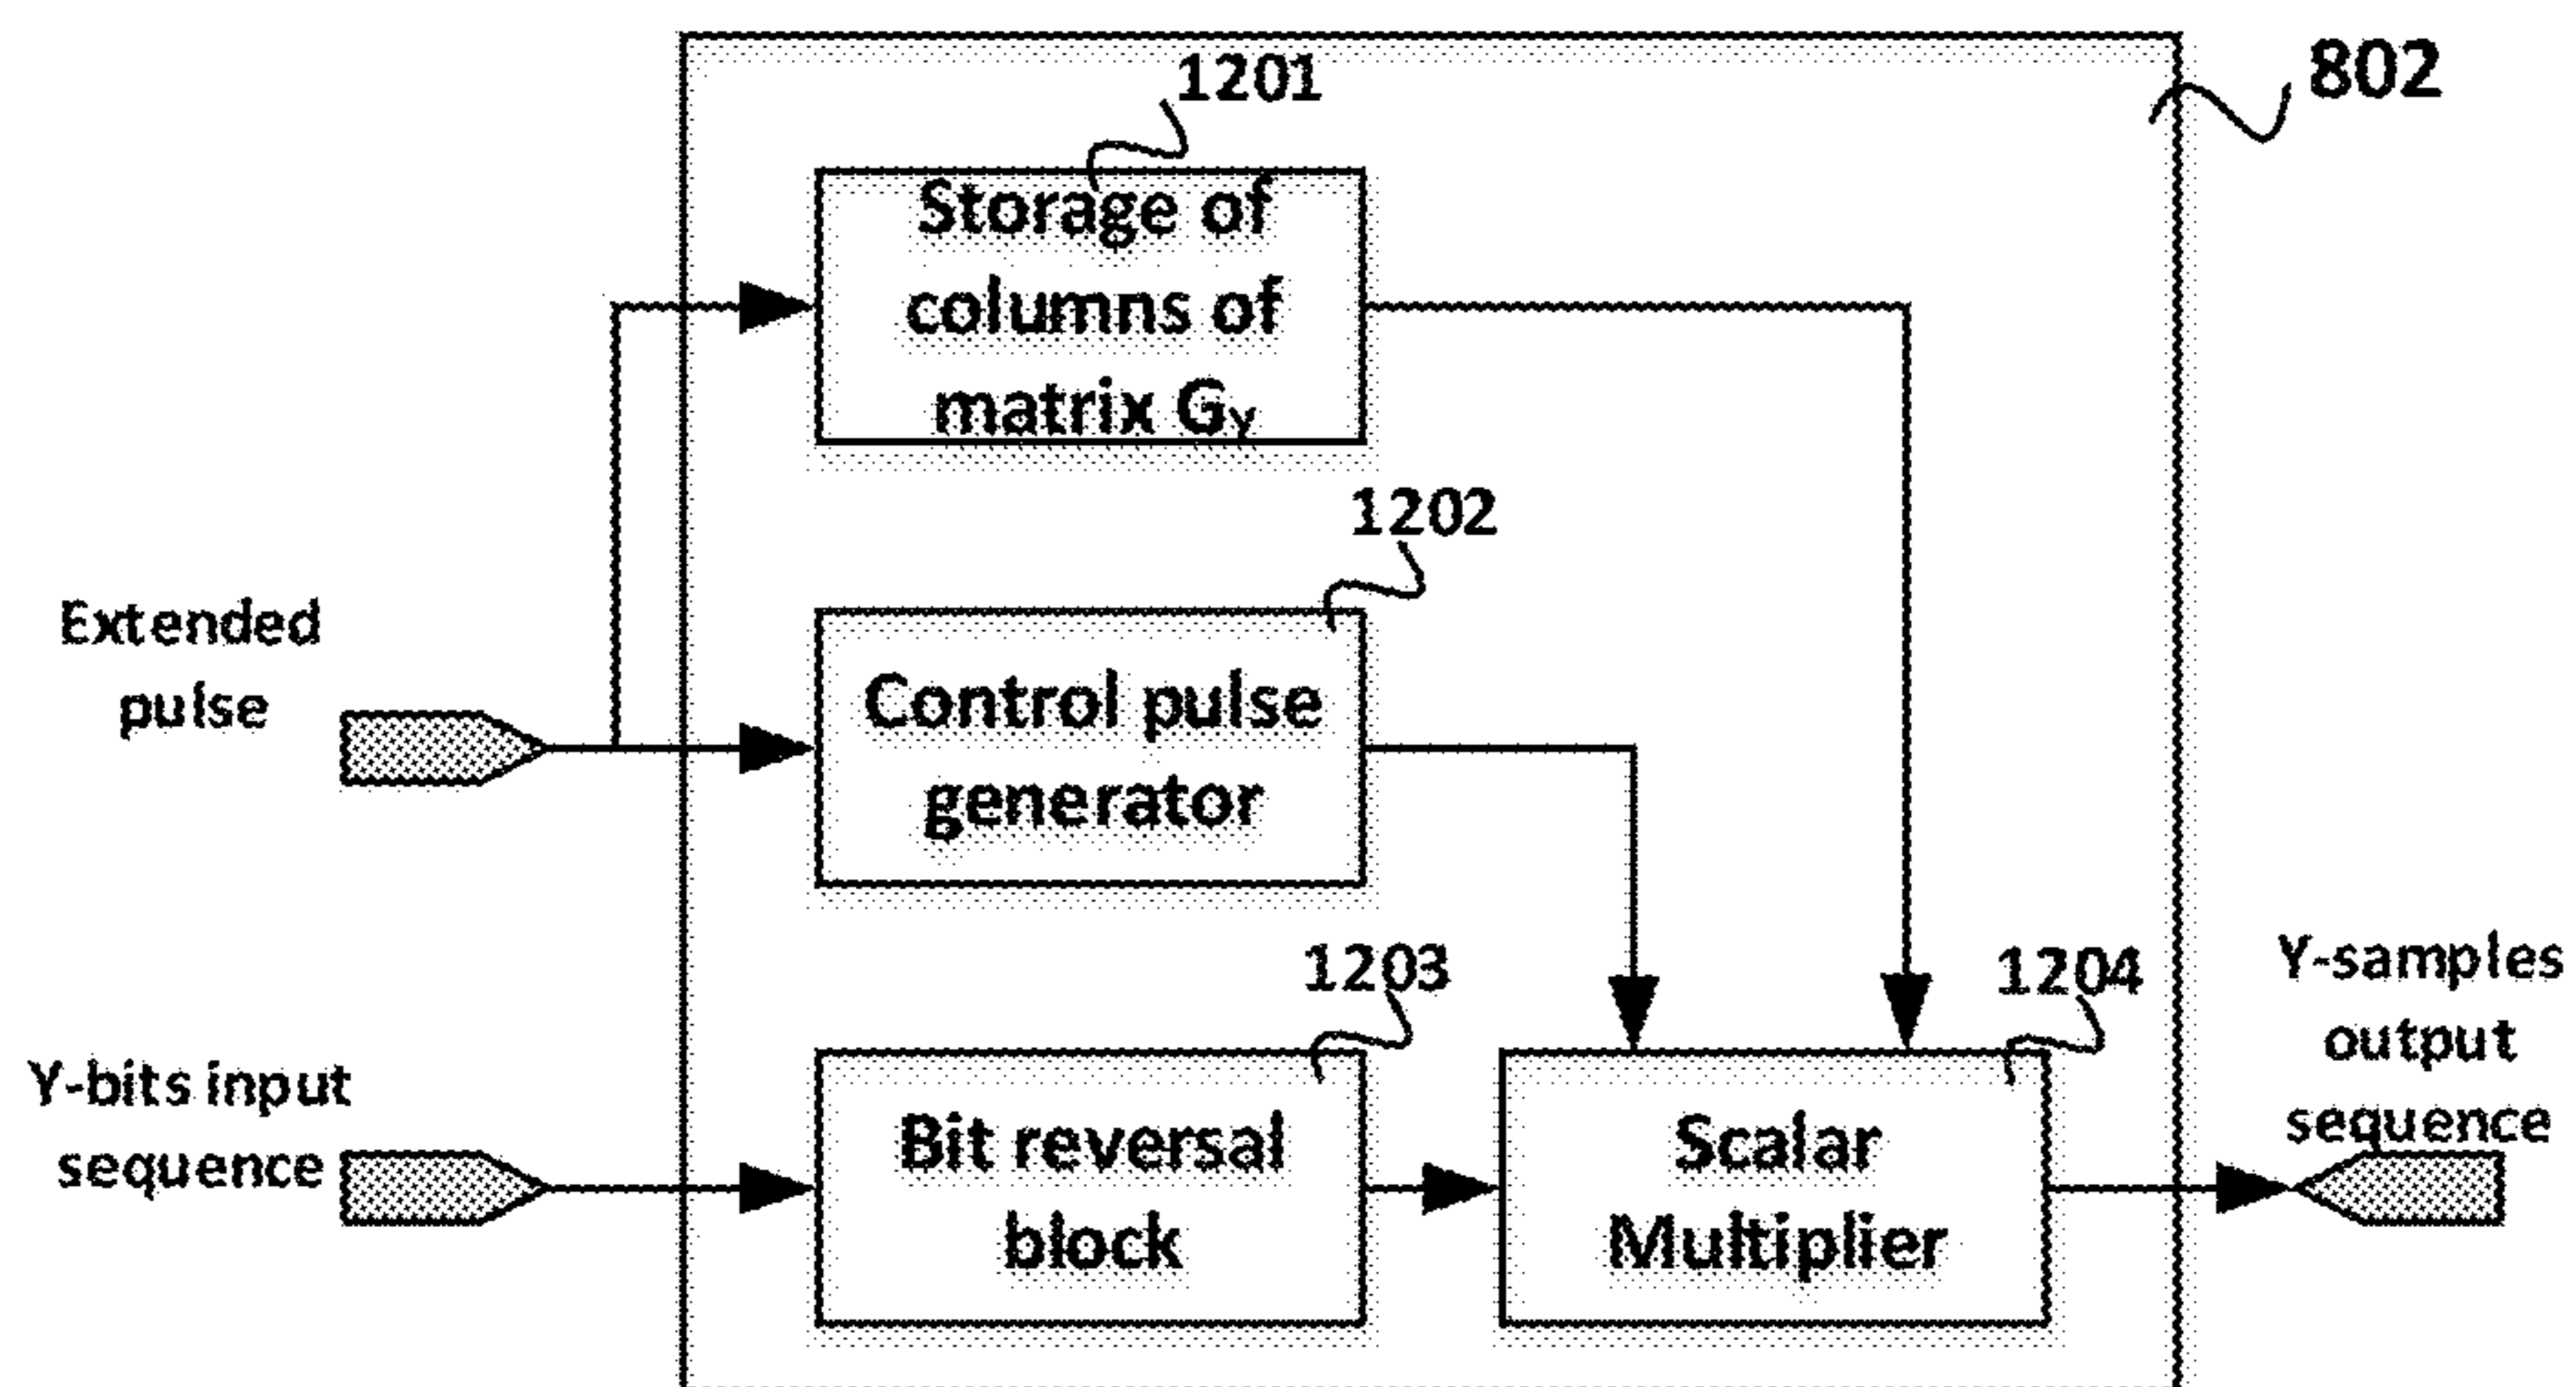 802
1201
Storage of
columns of
matrix GY
1202
Extended
pulse
Control pulse
generator
1203
1204
Y-samples
output
sequence
Y-bits input
sequence
Bit reversal
block
Scalar
Multiplier